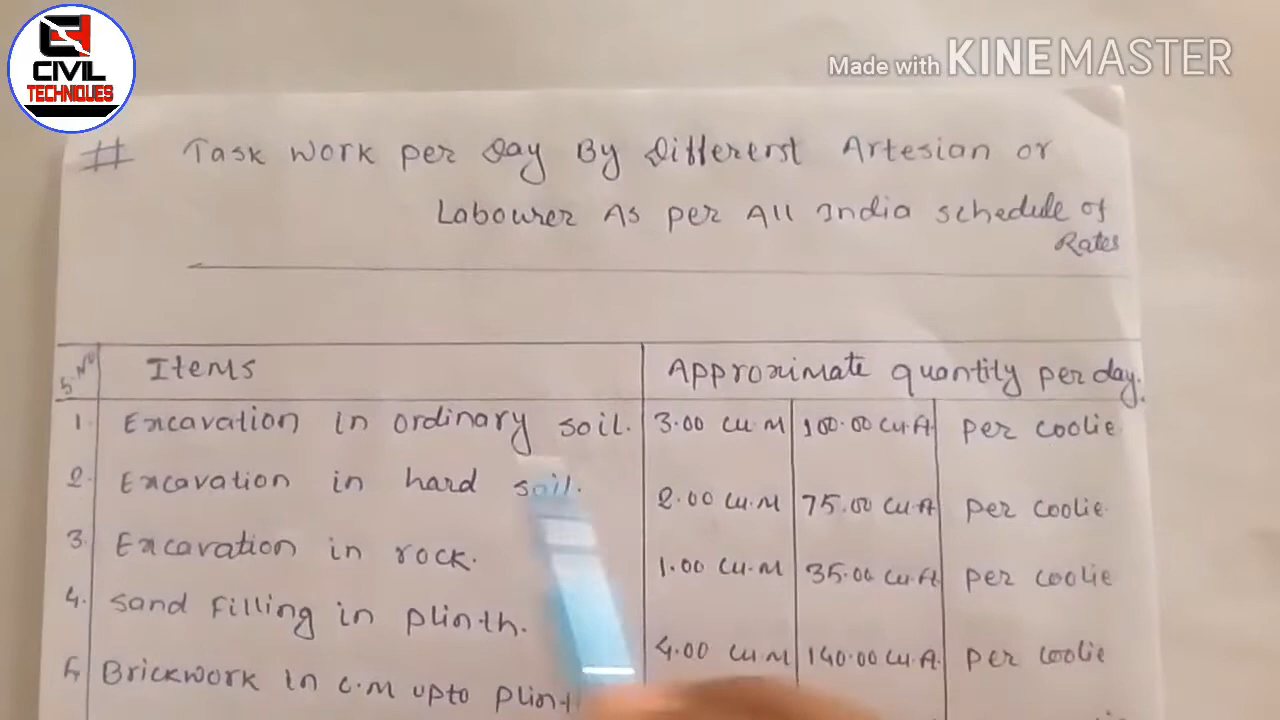 CIVIL
TECHNIQUES
Made with KINEMASTER
# Task work per Day By Different Artesian or
Labourer As per All India schedule of
Rates
S.No Items Approximate quantity per day.
1. Excavation in ordinary soil. 3.00 cu.M 100.00 cu.ft per coolie
2. Excavation in hard soil. 2.00 cu.M 75.00 cu.ft per coolie
3. Excavation in rock. 1.00 cu.M 35.00 cu.ft per coolie
4. Sand Filling in plinth. 4.00 cu.M 140.00 cu.ft per coolie
5 Brickwork in c.M upto